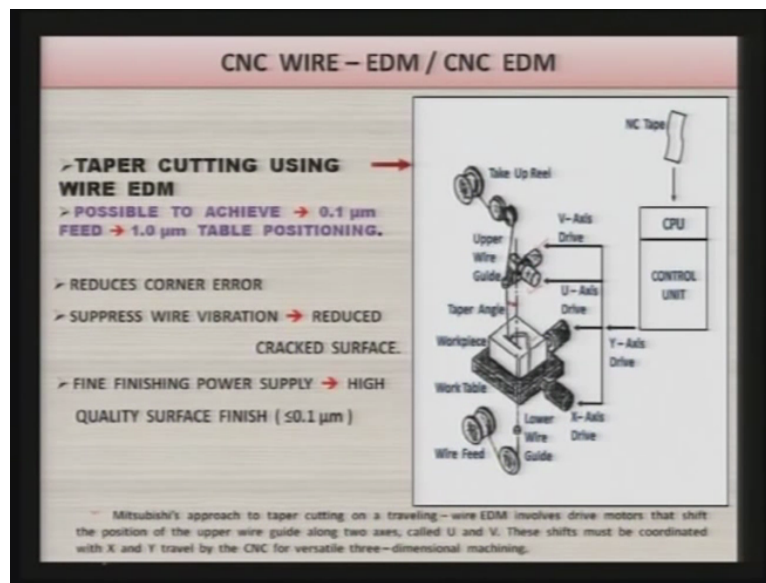 CNC WIRE – EDM / CNC EDM
➢TAPER CUTTING USING
WIRE EDM
➢ POSSIBLE TO ACHIEVE ➔ 0.1 µm
FEED ➔ 1.0 µm TABLE POSITIONING.
➢ REDUCES CORNER ERROR
➢ SUPPRESS WIRE VIBRATION ➔ REDUCED
CRACKED SURFACE.
➢ FINE FINISHING POWER SUPPLY ➔ HIGH
QUALITY SURFACE FINISH ( ≤0.1 µm )
NC Tape
Take Up Reel
CPU
V–Axis
Drive
Upper
Wire
Guide
CONTROL
UNIT
U–Axis
Drive
Taper Angle
Workpiece
Y–Axis
Drive
Work Table
X–Axis
Drive
Lower
Wire
Guide
Wire Feed
Mitsubishi's approach to taper cutting on a traveling – wire EDM involves drive motors that shift
the position of the upper wire guide along two axes, called U and V. These shifts must be coordinated
with X and Y travel by the CNC for versatile three–dimensional machining.